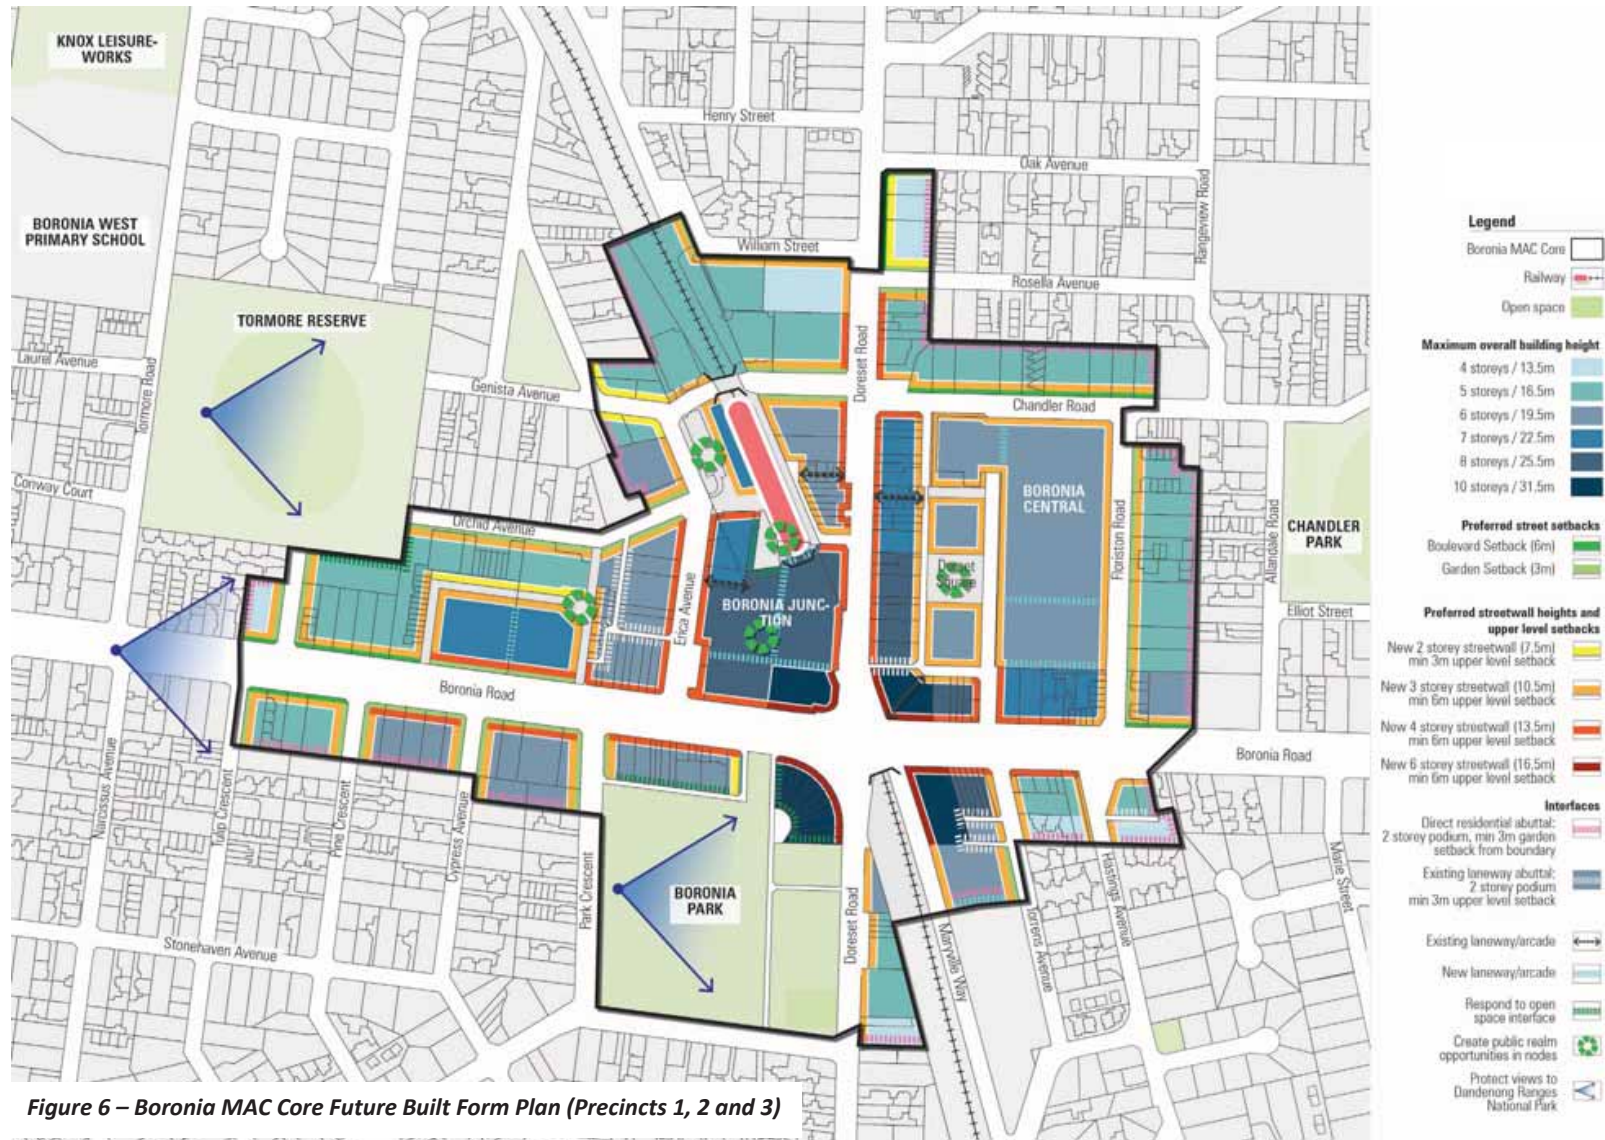 KNOX LEISURE-
WORKS
Henry Street
Oak Avenue
Rangeview Road
BORONIA WEST
PRIMARY SCHOOL
William Street
Rosella Avenue
TORMORE RESERVE
Laurel Avenue
Tormore Road
Genista Avenue
Doreset Road
Chandler Road
Conway Court
Orchid Avenue
BORONIA
CENTRAL
Floriston Road
Allandale Road
CHANDLER
PARK
Dorset
Square
Erica Avenue
BORONIA JUNC-
TION
Elliot Street
Boronia Road
Boronia Road
Narcissus Avenue
Tulip Crescent
Pine Crescent
Cypress Avenue
Park Crescent
BORONIA
PARK
Doreset Road
Maryville Way
Torrens Avenue
Hastings Avenue
Marie Street
Stonehaven Avenue
Legend
Boronia MAC Core
Railway
Open space
Maximum overall building height
4 storeys / 13.5m
5 storeys / 16.5m
6 storeys / 19.5m
7 storeys / 22.5m
8 storeys / 25.5m
10 storeys / 31.5m
Preferred street setbacks
Boulevard Setback (6m)
Garden Setback (3m)
Preferred streetwall heights and
upper level setbacks
New 2 storey streetwall (7.5m)
min 3m upper level setback
New 3 storey streetwall (10.5m)
min 6m upper level setback
New 4 storey streetwall (13.5m)
min 6m upper level setback
New 6 storey streetwall (16.5m)
min 6m upper level setback
Interfaces
Direct residential abuttal:
2 storey podium, min 3m garden
setback from boundary
Existing laneway abuttal:
2 storey podium
min 3m upper level setback
Existing laneway/arcade
New laneway/arcade
Respond to open
space interface
Create public realm
opportunities in nodes
Protect views to
Dandenong Ranges
National Park
Figure 6 – Boronia MAC Core Future Built Form Plan (Precincts 1, 2 and 3)